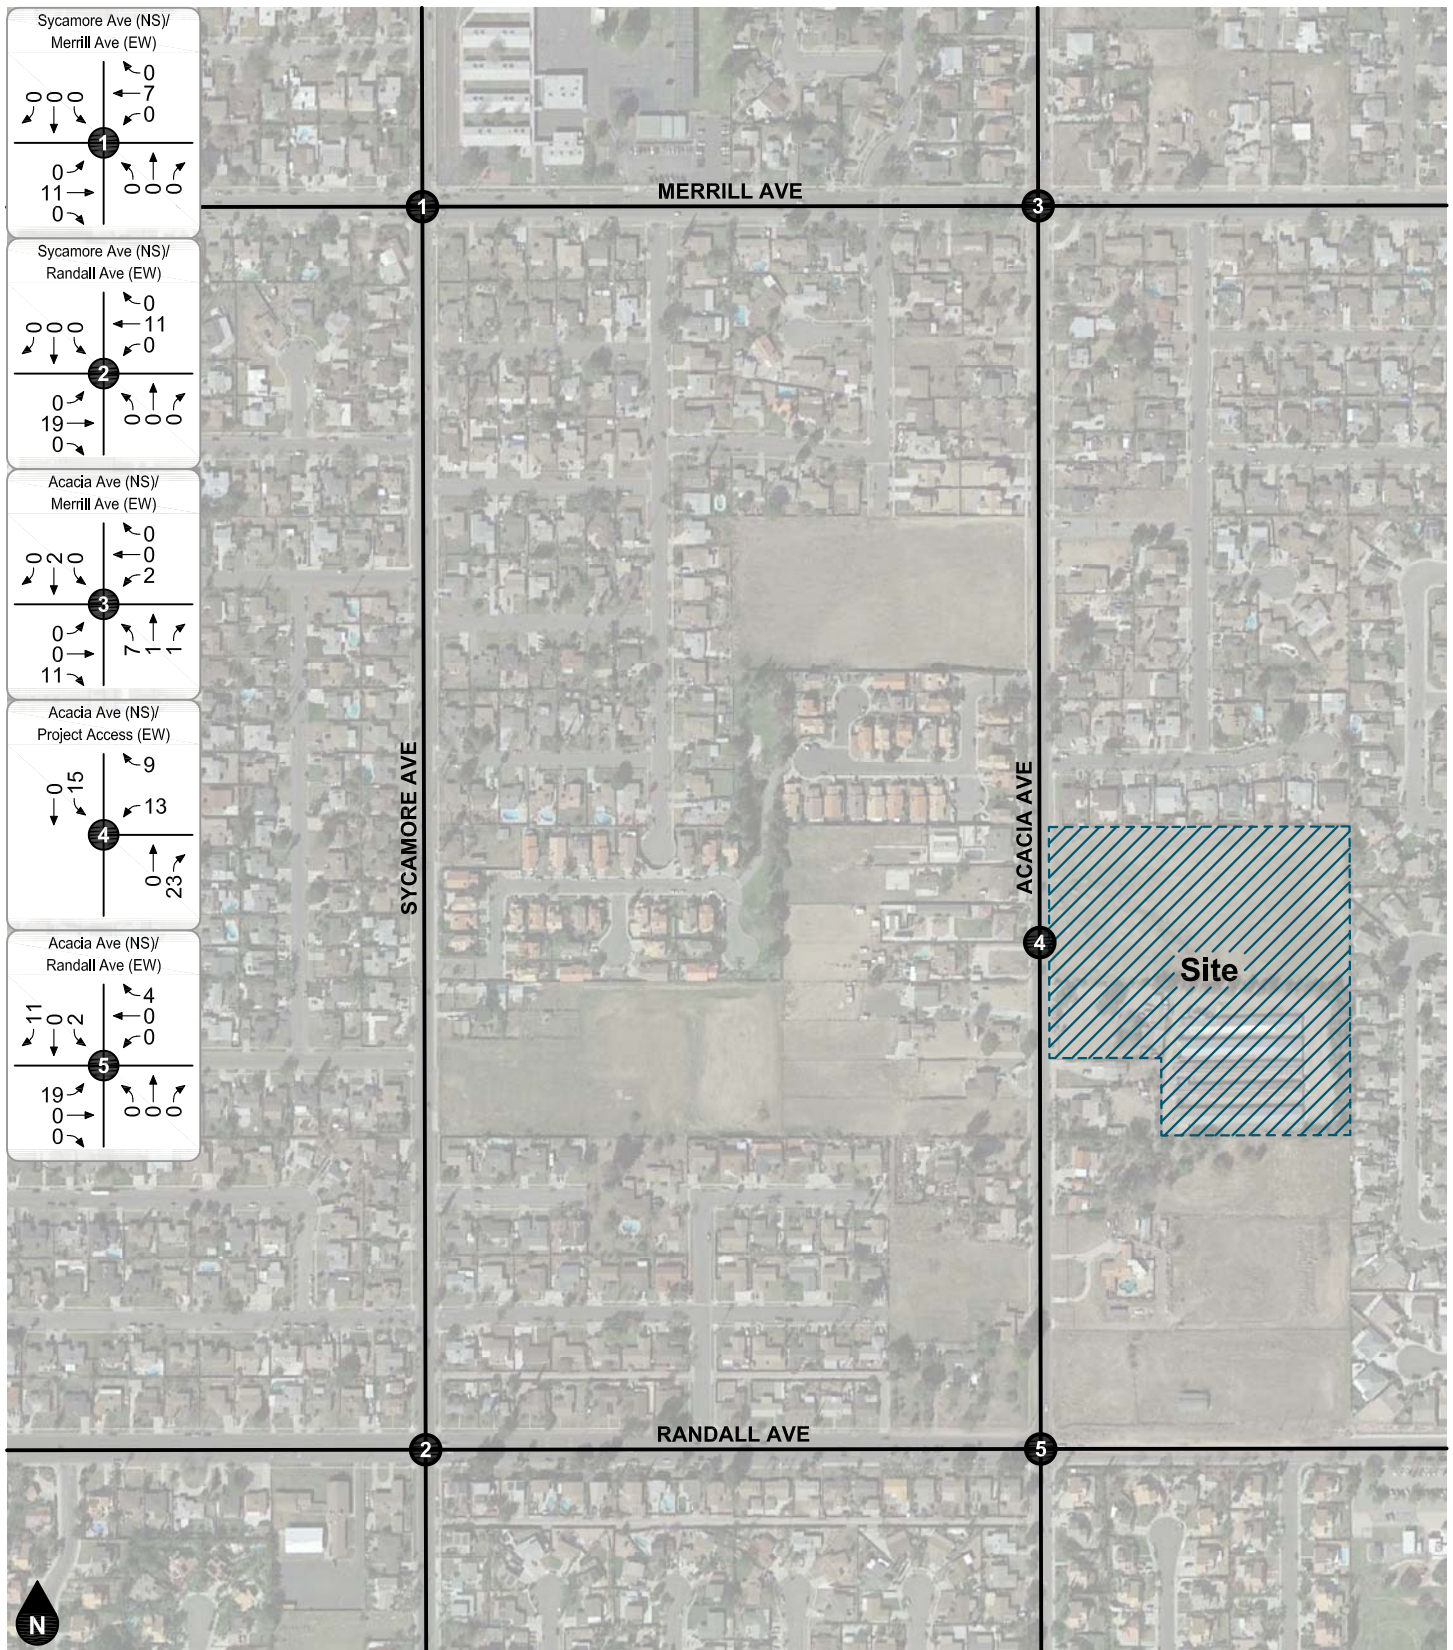 Sycamore Ave (NS)/
Merrill Ave (EW)
0
7
0
0 0 0
1
0
11
0
0 0 0
Sycamore Ave (NS)/
Randall Ave (EW)
0
11
0
0 0 0
2
0
19
0
0 0 0
Acacia Ave (NS)/
Merrill Ave (EW)
0
0
2
0 2 0
3
0
0
11
7 1 1
Acacia Ave (NS)/
Project Access (EW)
9
13
0 15
4
0 23
Acacia Ave (NS)/
Randall Ave (EW)
4
0
0
11 0 2
5
19
0
0
0 0 0
MERRILL AVE
1
3
SYCAMORE AVE
ACACIA AVE
4
Site
RANDALL AVE
2
5
N